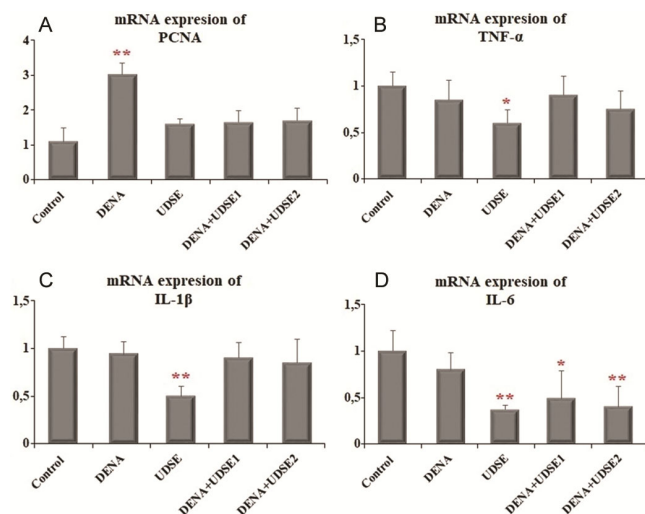 A
mRNA expresion of
PCNA
4
3
2
1
0
**
Control
DENA
UDSE
DENA+UDSE1
DENA+UDSE2
B
mRNA expresion of
TNF-α
1,5
1
0,5
0
*
Control
DENA
UDSE
DENA+UDSE1
DENA+UDSE2
C
mRNA expresion of
IL-1β
1,5
1
0,5
0
**
Control
DENA
UDSE
DENA+UDSE1
DENA+UDSE2
D
mRNA expresion of
IL-6
1,5
1
0,5
0
**
*
**
Control
DENA
UDSE
DENA+UDSE1
DENA+UDSE2